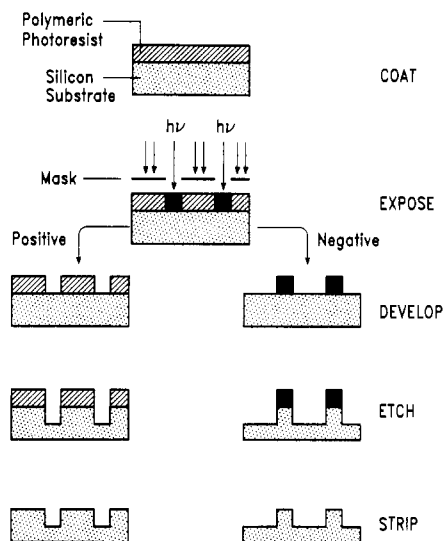 Polymeric
Photoresist
Silicon
Substrate
COAT
hν hν
Mask
EXPOSE
Positive Negative
DEVELOP
ETCH
STRIP